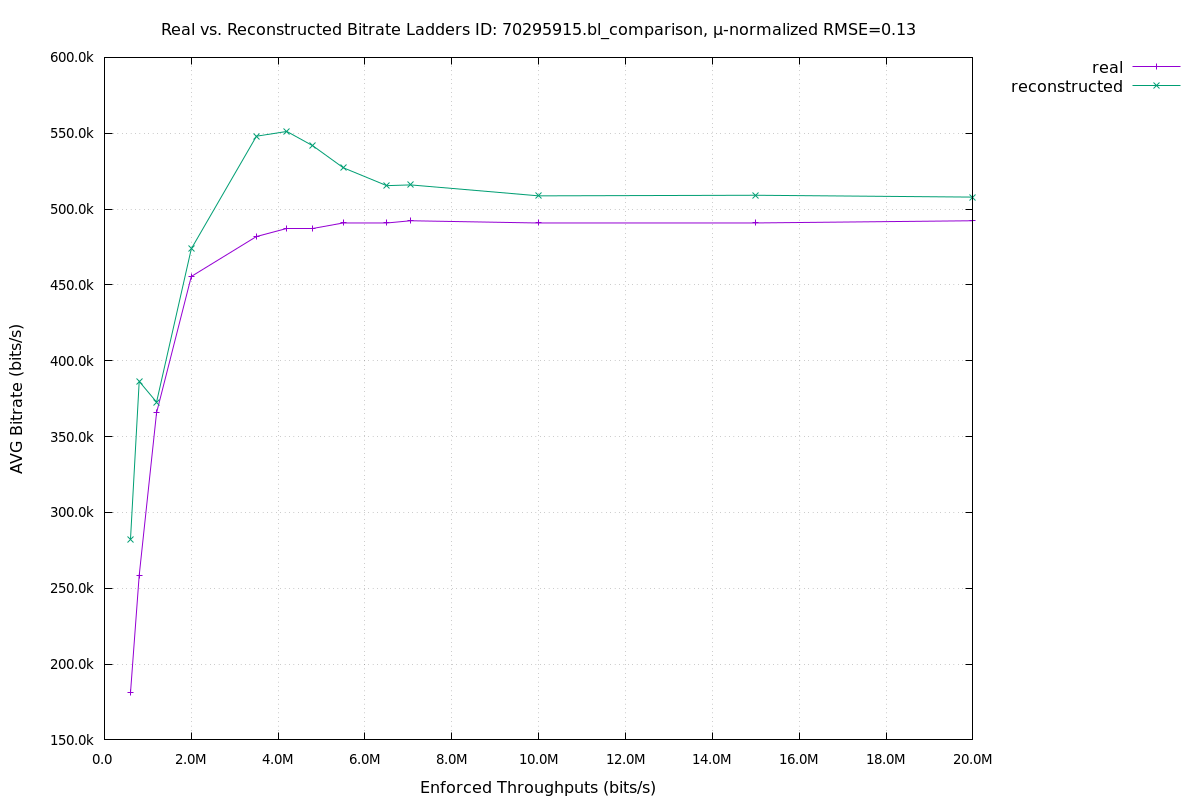 Real vs. Reconstructed Bitrate Ladders ID: 70295915.bl_comparison, μ-normalized RMSE=0.13
real
reconstructed
600.0k
550.0k
500.0k
450.0k
400.0k
350.0k
300.0k
250.0k
200.0k
150.0k
AVG Bitrate (bits/s)
0.0 2.0M 4.0M 6.0M 8.0M 10.0M 12.0M 14.0M 16.0M 18.0M 20.0M
Enforced Throughputs (bits/s)